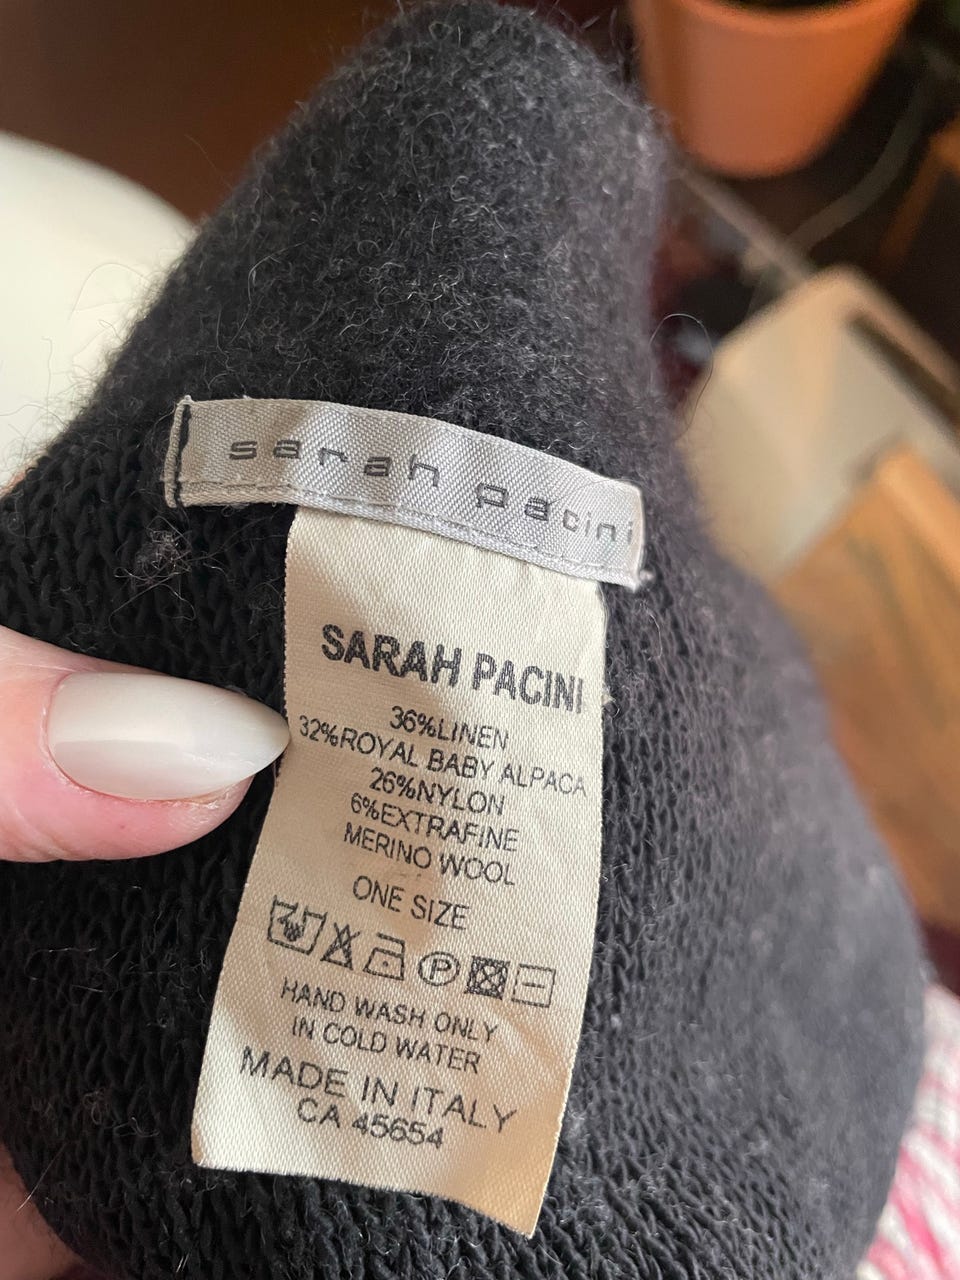 sarah pacini
SARAH PACINI
36%LINEN
32%ROYAL BABY ALPACA
26%NYLON
6%EXTRAFINE
MERINO WOOL
ONE SIZE
P
HAND WASH ONLY
IN COLD WATER
MADE IN ITALY
CA 45654